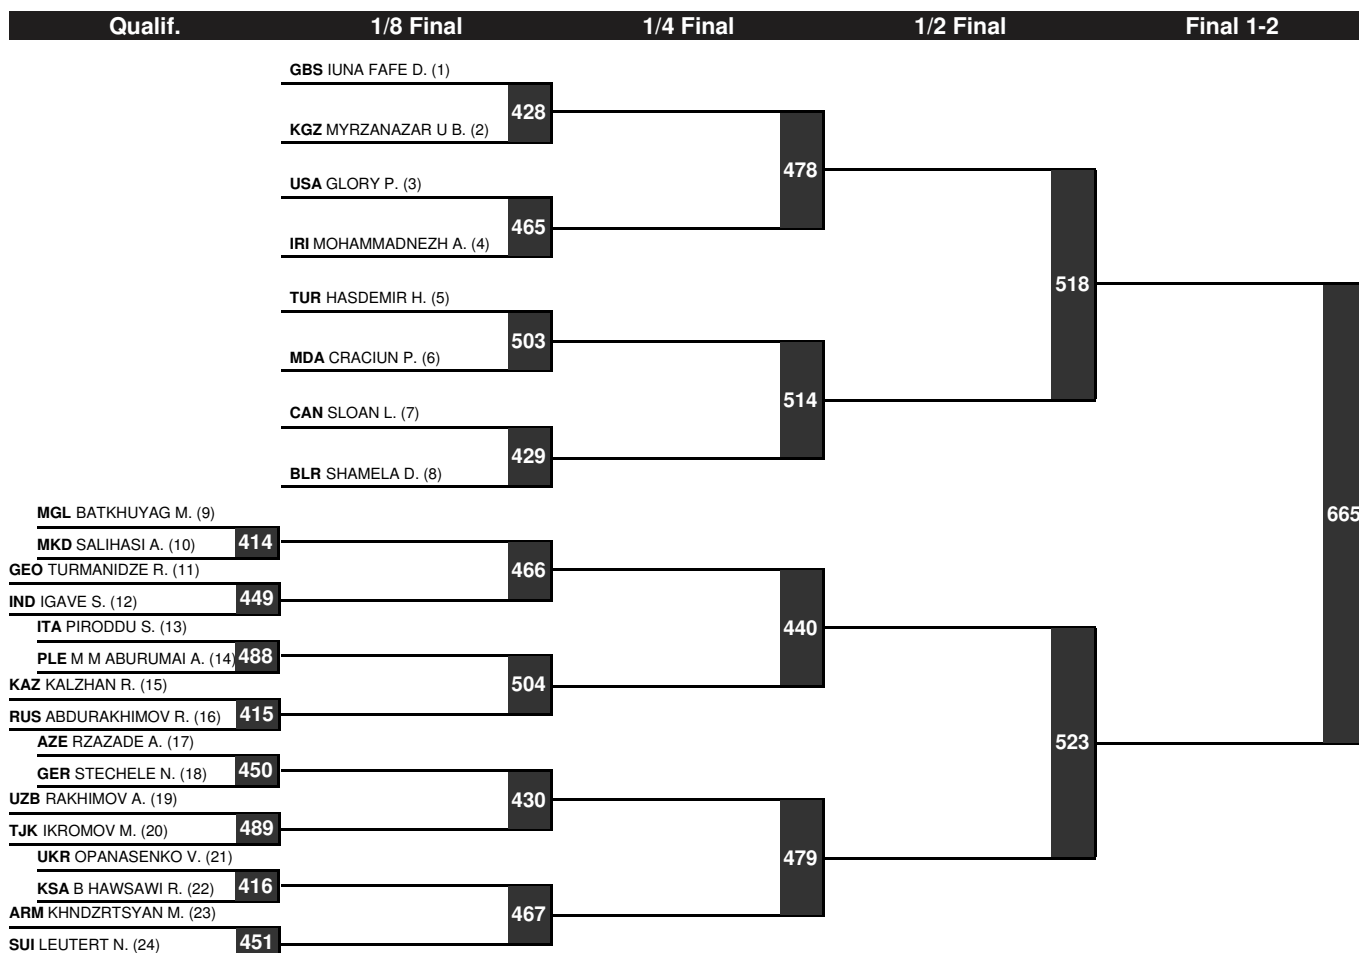 Qualif. 1/8 Final 1/4 Final 1/2 Final Final 1-2
GBS IUNA FAFE D. (1)
428
KGZ MYRZANAZAR U B. (2)
478
USA GLORY P. (3)
465
IRI MOHAMMADNEZH A. (4)
518
TUR HASDEMIR H. (5)
503
MDA CRACIUN P. (6)
514
CAN SLOAN L. (7)
429
BLR SHAMELA D. (8)
MGL BATKHUYAG M. (9)
665
MKD SALIHASI A. (10) 414
GEO TURMANIDZE R. (11)
466
IND IGAVE S. (12) 449
ITA PIRODDU S. (13)
440
PLE M M ABURUMAI A. (14) 488
KAZ KALZHAN R. (15)
504
RUS ABDURAKHIMOV R. (16) 415
AZE RZAZADE A. (17)
523
GER STECHELE N. (18) 450
UZB RAKHIMOV A. (19)
430
TJK IKROMOV M. (20) 489
UKR OPANASENKO V. (21)
479
KSA B HAWSAWI R. (22) 416
ARM KHNDZRTSYAN M. (23)
467
SUI LEUTERT N. (24) 451